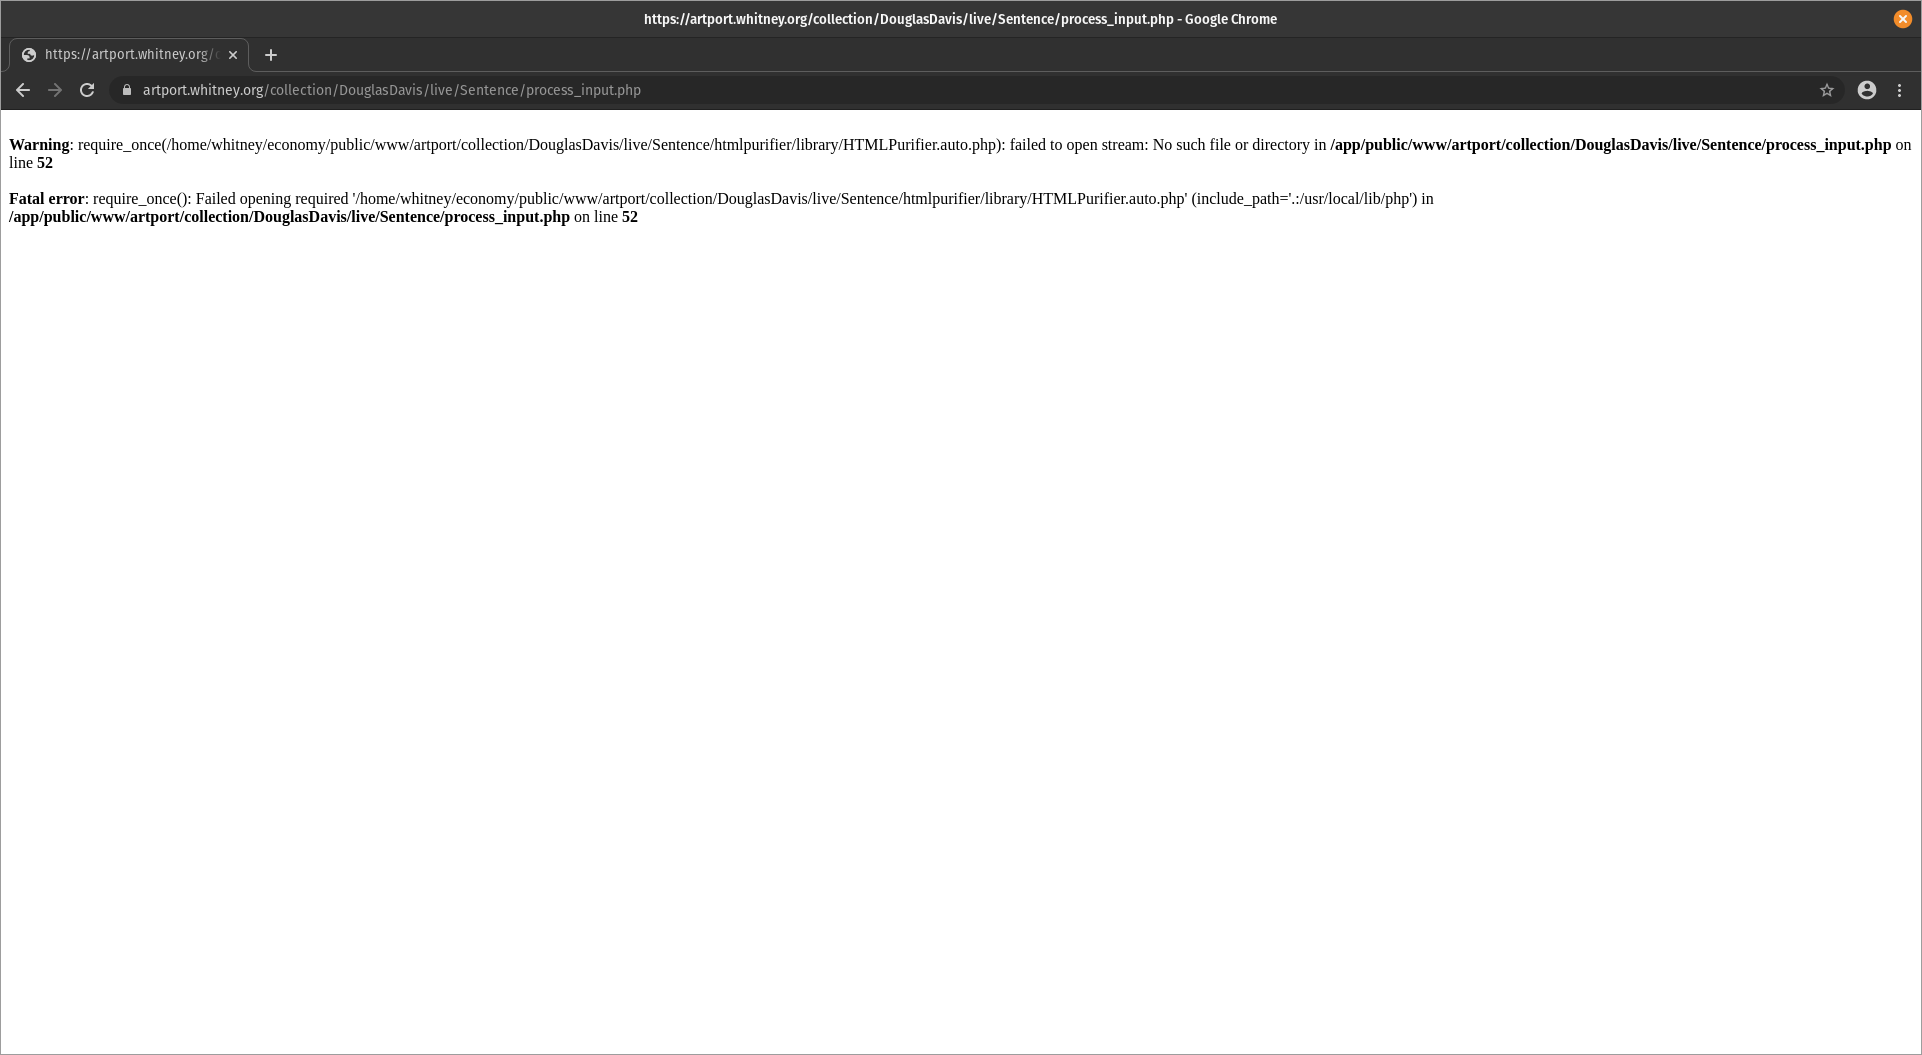 https://artport.whitney.org/collection/DouglasDavis/live/Sentence/process_input.php - Google Chrome
https://artport.whitney.org/c
artport.whitney.org/collection/DouglasDavis/live/Sentence/process_input.php
Warning: require_once(/home/whitney/economy/public/www/artport/collection/DouglasDavis/live/Sentence/htmlpurifier/library/HTMLPurifier.auto.php): failed to open stream: No such file or directory in /app/public/www/artport/collection/DouglasDavis/live/Sentence/process_input.php on
line 52
Fatal error: require_once(): Failed opening required '/home/whitney/economy/public/www/artport/collection/DouglasDavis/live/Sentence/htmlpurifier/library/HTMLPurifier.auto.php' (include_path='.:/usr/local/lib/php') in
/app/public/www/artport/collection/DouglasDavis/live/Sentence/process_input.php on line 52